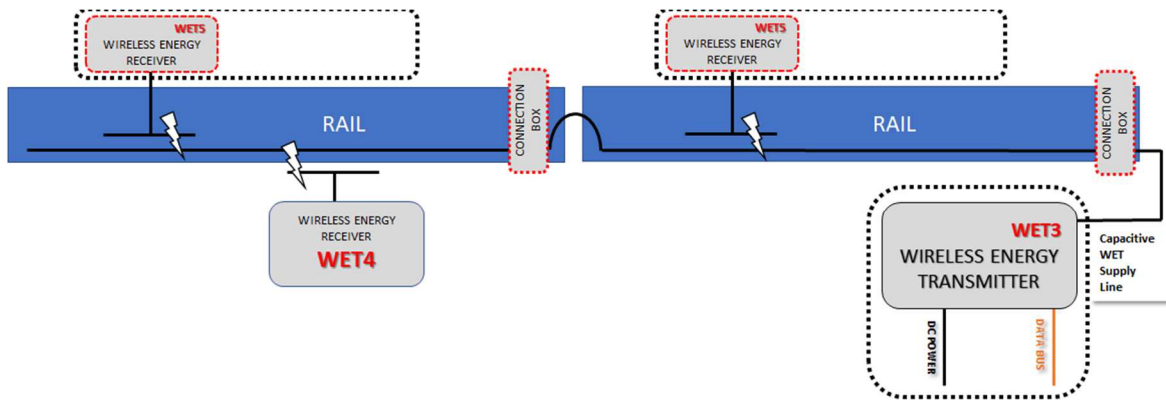 WET5
WIRELESS ENERGY
RECEIVER
WET5
WIRELESS ENERGY
RECEIVER
RAIL
CONNECTION
BOX
RAIL
CONNECTION
BOX
WIRELESS ENERGY
RECEIVER
WET4
WET3
WIRELESS ENERGY
TRANSMITTER
Capacitive
WET
Supply
Line
DC POWER
DATA BUS